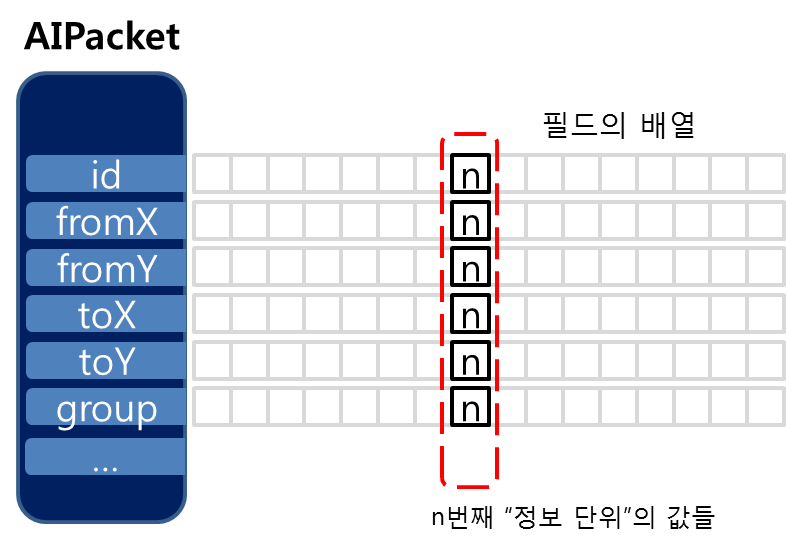 AIPacket
필드의 배열
id n
fromX n
fromY n
toX n
toY n
group n
...
n번째 “정보 단위”의 값들